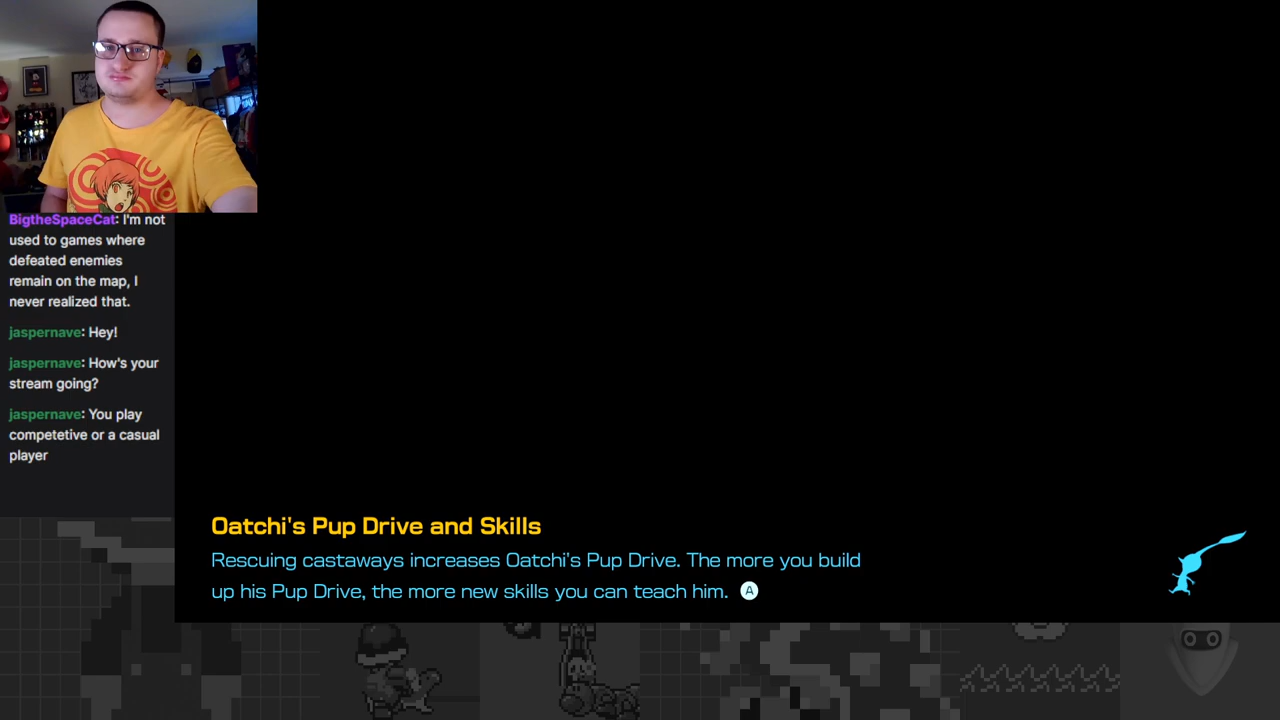 BigtheSpaceCat: I'm not
used to games where
defeated enemies
remain on the map, I
never realized that.
jaspernave: Hey!
jaspernave: How's your
stream going?
jaspernave: You play
competetive or a casual
player
Oatchi's Pup Drive and Skills
Rescuing castaways increases Oatchi's Pup Drive. The more you build
up his Pup Drive, the more new skills you can teach him. A